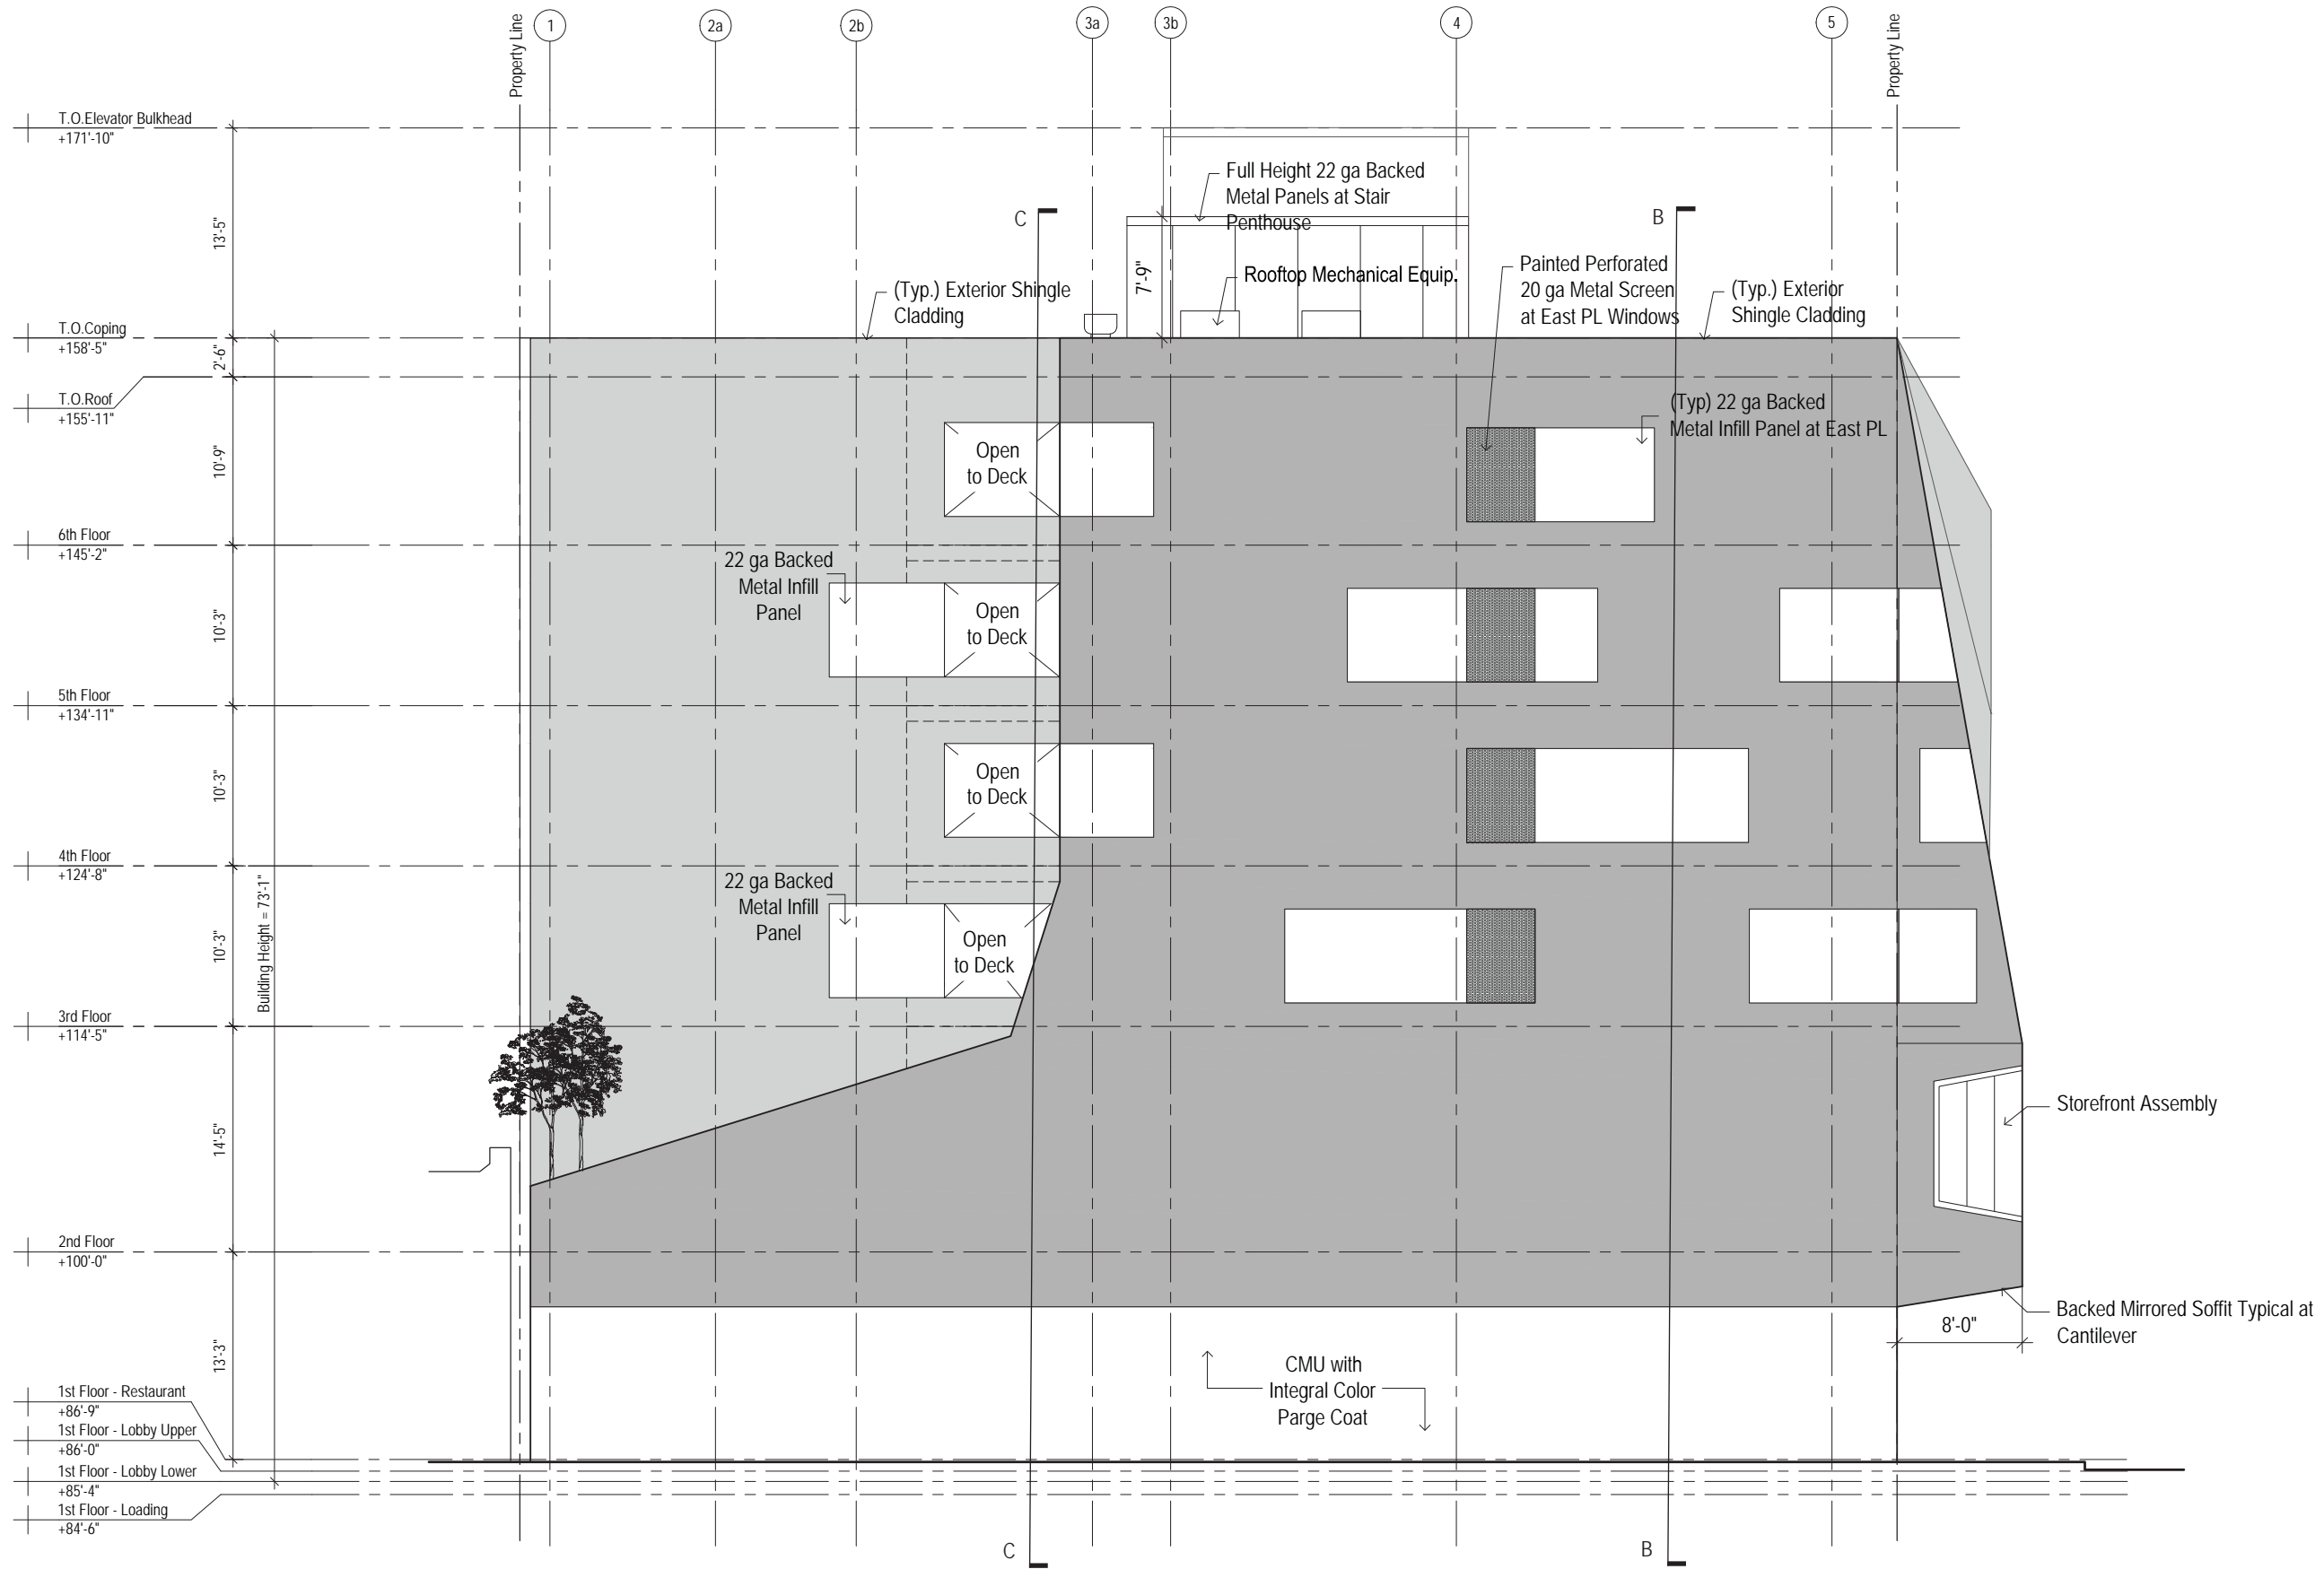 Property Line
1
2a
2b
3a
3b
4
5
Property Line
T.O.Elevator Bulkhead
+171'-10"
13'-5"
Full Height 22 ga Backed
Metal Panels at Stair
Penthouse
C
B
7'-9"
Rooftop Mechanical Equip.
Painted Perforated
20 ga Metal Screen
at East PL Windows
(Typ.) Exterior Shingle
Cladding
(Typ.) Exterior
Shingle Cladding
T.O.Coping
+158'-5"
2'-6"
T.O.Roof
+155'-11"
(Typ) 22 ga Backed
Metal Infill Panel at East PL
Open
to Deck
10'-9"
6th Floor
+145'-2"
22 ga Backed
Metal Infill
Panel
Open
to Deck
10'-3"
5th Floor
+134'-11"
Open
to Deck
10'-3"
4th Floor
+124'-8"
22 ga Backed
Metal Infill
Panel
Open
to Deck
10'-3"
Building Height = 73'-1"
3rd Floor
+114'-5"
Storefront Assembly
14'-5"
2nd Floor
+100'-0"
Backed Mirrored Soffit Typical at
Cantilever
8'-0"
13'-3"
CMU with
Integral Color
Parge Coat
1st Floor - Restaurant
+86'-9"
1st Floor - Lobby Upper
+86'-0"
1st Floor - Lobby Lower
+85'-4"
1st Floor - Loading
+84'-6"
C
B